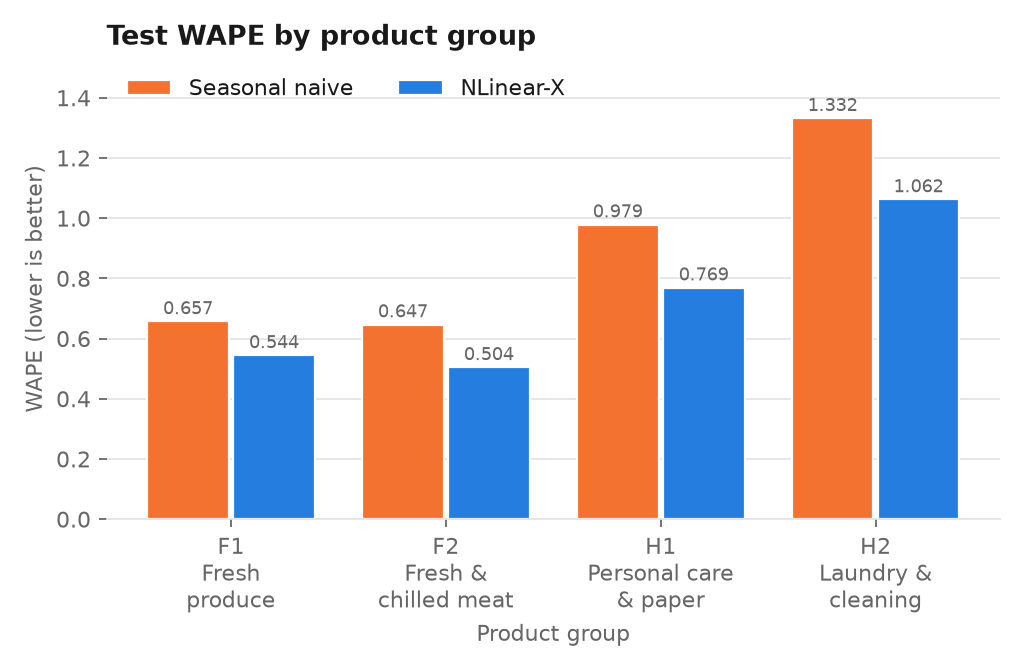 Test WAPE by product group
Seasonal naive NLinear-X
WAPE (lower is better)
1.4
1.2
1.0
0.8
0.6
0.4
0.2
0.0
0.657
0.544
0.647
0.504
0.979
0.769
1.332
1.062
F1
Fresh
produce
F2
Fresh &
chilled meat
H1
Personal care
& paper
H2
Laundry &
cleaning
Product group